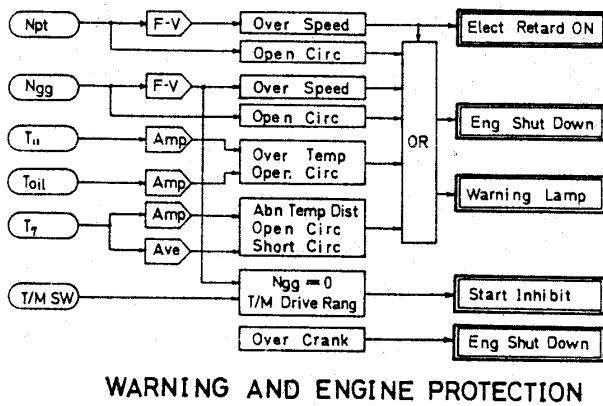 Npt
F-V
Over Speed
Elect Retard ON
Open Circ
Ngg
F-V
Over Speed
Open Circ
OR
Eng Shut Down
T11
Amp
Over Temp
Open Circ
Toil
Amp
Warning Lamp
T7
Amp
Ave
Abn Temp Dist
Open Circ
Short Circ
T/M SW
Ngg = 0
T/M Drive Rang
Start Inhibit
Over Crank
Eng Shut Down
WARNING AND ENGINE PROTECTION